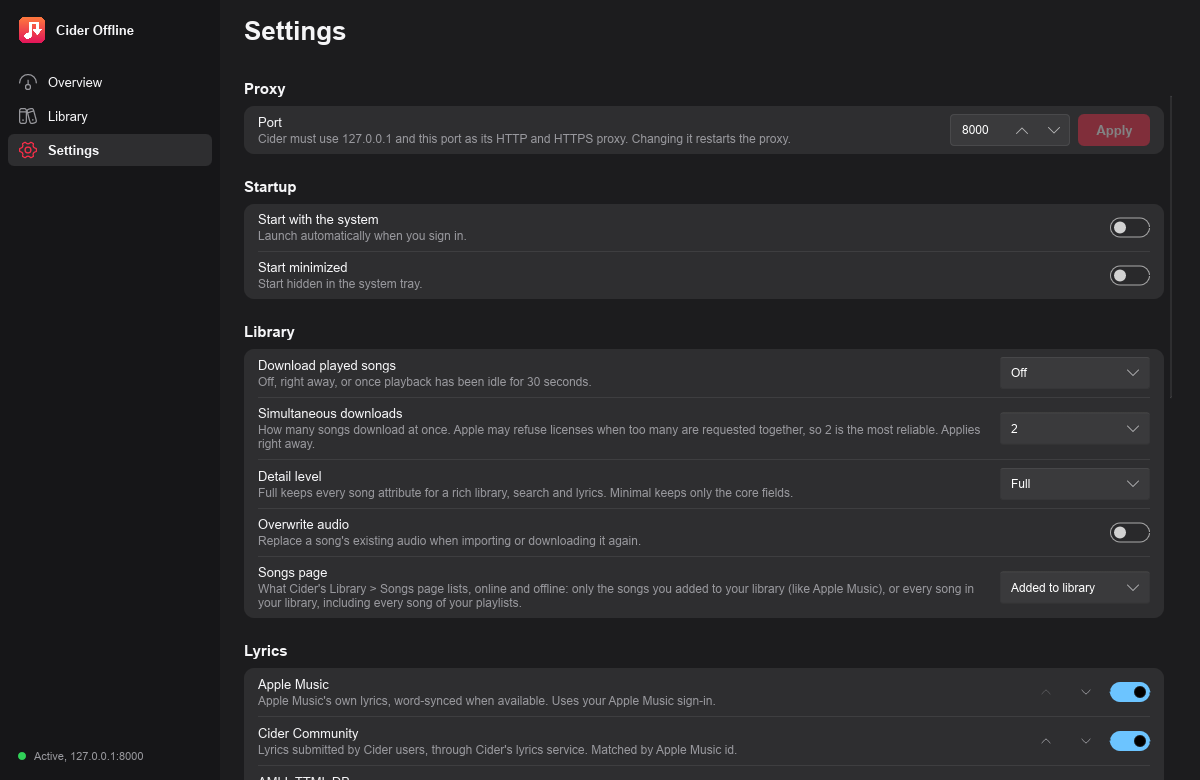 Cider Offline
Overview
Library
Settings
Active, 127.0.0.1:8000
Settings
Proxy
Port
Cider must use 127.0.0.1 and this port as its HTTP and HTTPS proxy. Changing it restarts the proxy.
8000
Apply
Startup
Start with the system
Launch automatically when you sign in.
Start minimized
Start hidden in the system tray.
Library
Download played songs
Off, right away, or once playback has been idle for 30 seconds.
Off
Simultaneous downloads
How many songs download at once. Apple may refuse licenses when too many are requested together, so 2 is the most reliable. Applies
right away.
2
Detail level
Full keeps every song attribute for a rich library, search and lyrics. Minimal keeps only the core fields.
Full
Overwrite audio
Replace a song's existing audio when importing or downloading it again.
Songs page
What Cider's Library > Songs page lists, online and offline: only the songs you added to your library (like Apple Music), or every song in
your library, including every song of your playlists.
Added to library
Lyrics
Apple Music
Apple Music's own lyrics, word-synced when available. Uses your Apple Music sign-in.
Cider Community
Lyrics submitted by Cider users, through Cider's lyrics service. Matched by Apple Music id.
AMLL TTML DB